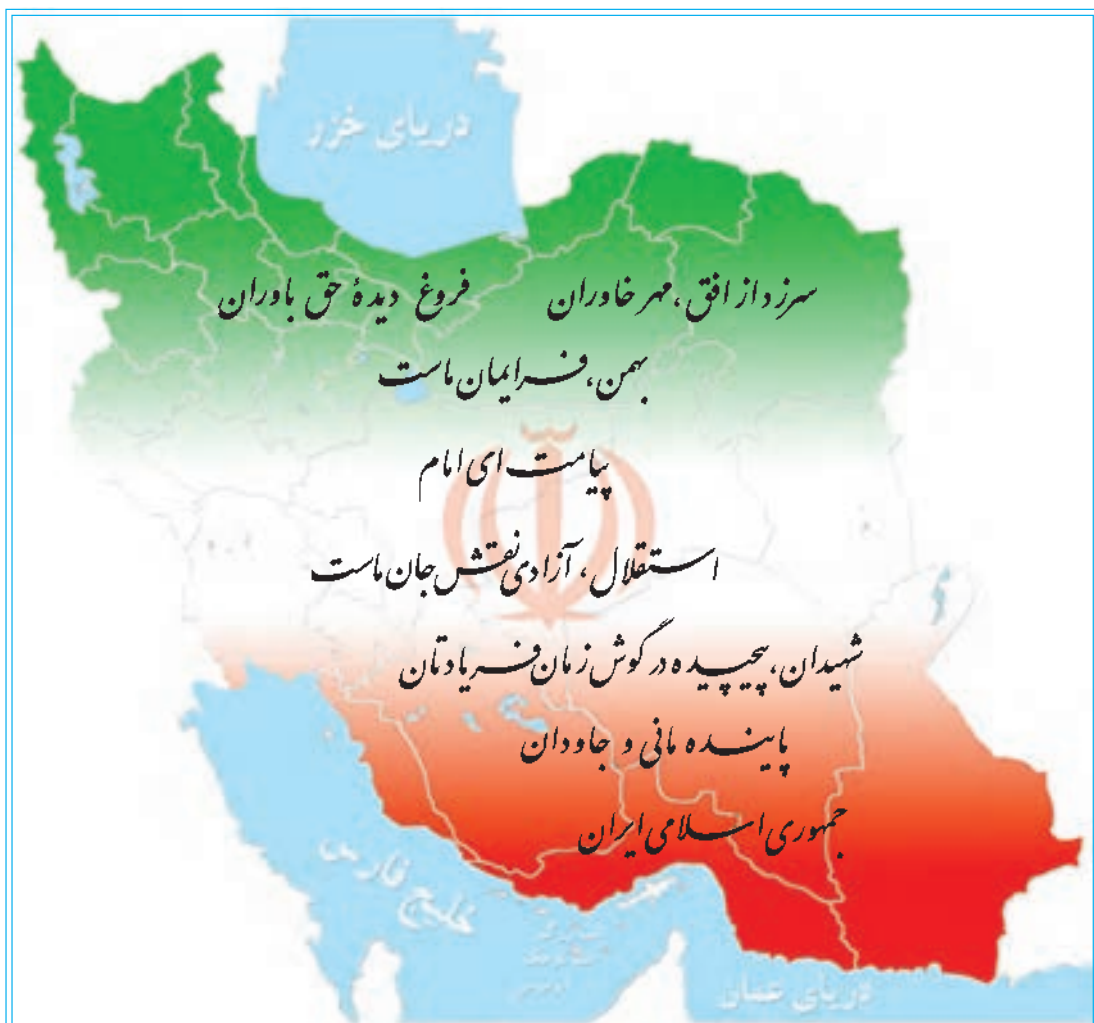 دریای خزر
سر زد از افق، مهر خاوران فروغ دیدهٔ حق باوران
بهمن، فر ایمان ماست
پیامت ای امام
استقلال، آزادی نقش جان ماست
شهیدان، پیچیده در گوش زمان فریادتان
پاینده مانی و جاودان
جمهوری اسلامی ایران
خلیج فارس
دریای عمان